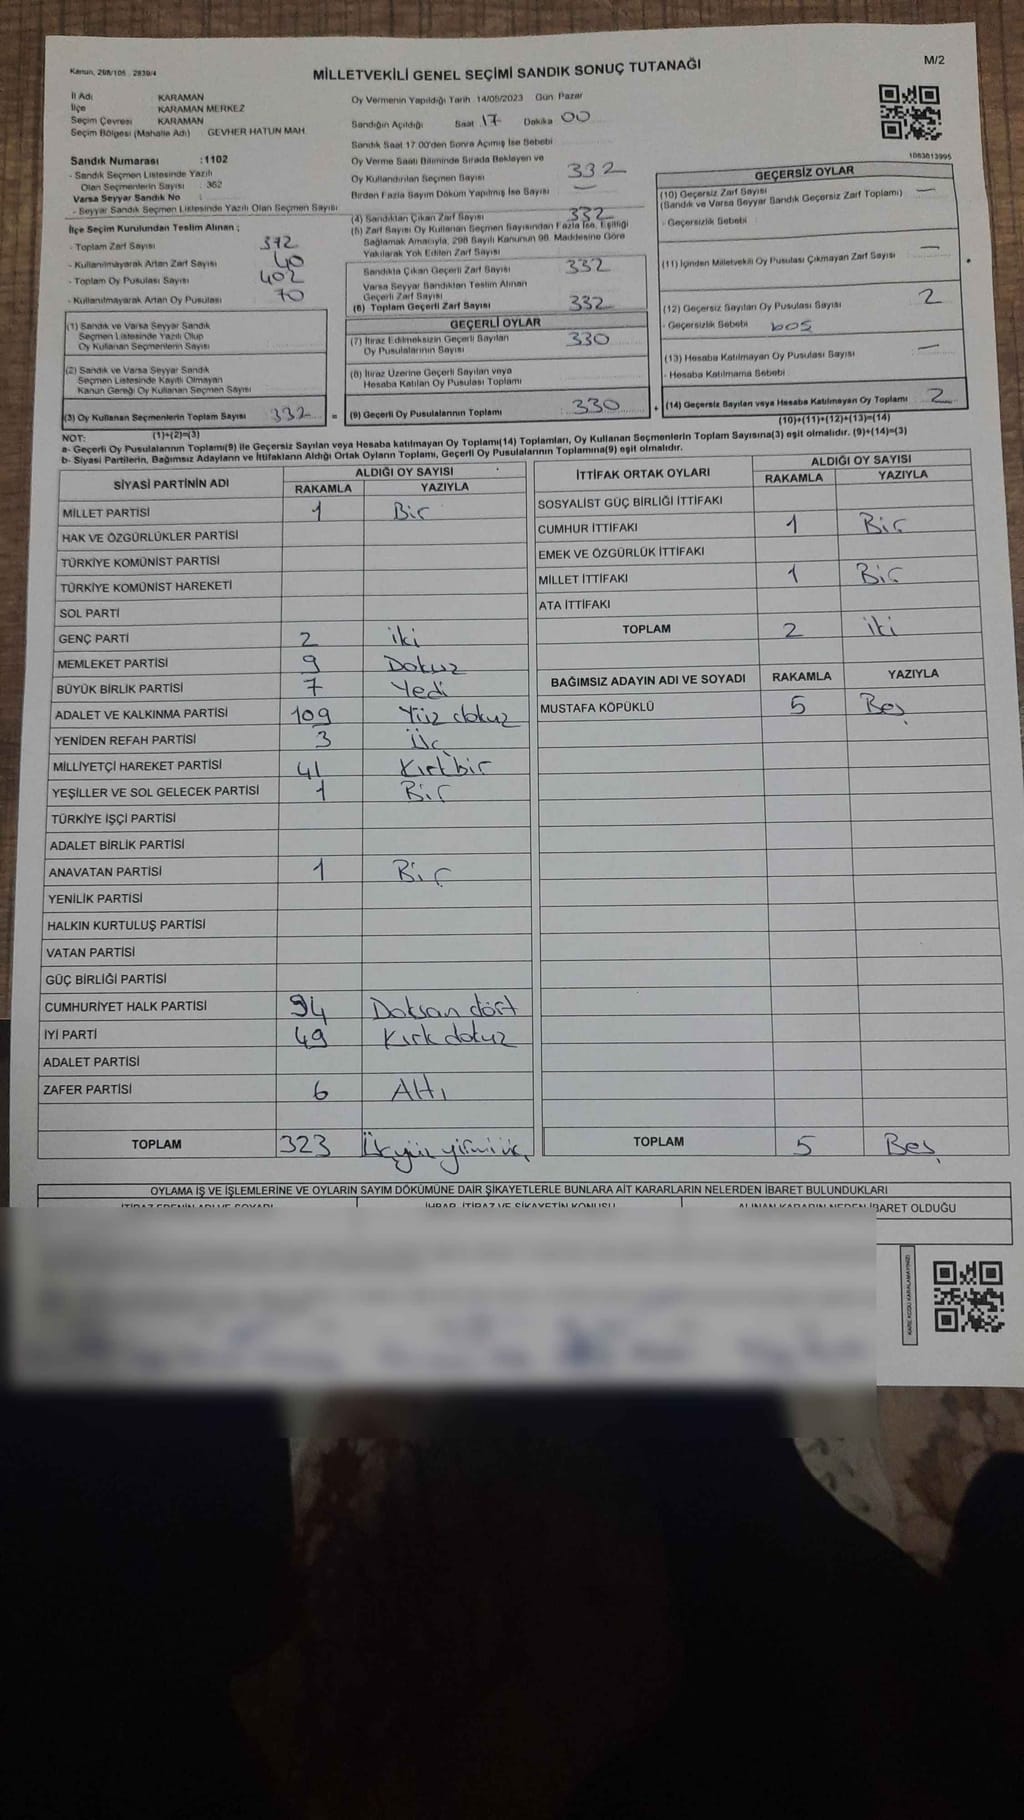 Kanun, 298/105 , 2839/4
MİLLETVEKİLİ GENEL SEÇİMİ SANDIK SONUÇ TUTANAĞI
M/2
İl Adı KARAMAN
İlçe KARAMAN MERKEZ
Seçim Çevresi KARAMAN
Seçim Bölgesi (Mahalle Adı) GEVHER HATUN MAH.
Sandık Numarası :1102
- Sandık Seçmen Listesinde Yazılı
Olan Seçmenlerin Sayısı : 362
Varsa Seyyar Sandık No :
- Seyyar Sandık Seçmen Listesinde Yazılı Olan Seçmen Sayısı
İlçe Seçim Kurulundan Teslim Alınan ;
- Toplam Zarf Sayısı 372
- Kullanılmayarak Artan Zarf Sayısı 40
- Toplam Oy Pusulası Sayısı 402
- Kullanılmayarak Artan Oy Pusulası 70
(1) Sandık ve Varsa Seyyar Sandık
Seçmen Listesinde Yazılı Olup
Oy Kullanan Seçmenlerin Sayısı
(2) Sandık ve Varsa Seyyar Sandık
Seçmen Listesinde Kayıtlı Olmayan
Kanun Gereği Oy Kullanan Seçmen Sayısı
(3) Oy Kullanan Seçmenlerin Toplam Sayısı 332 =
(1)+(2)=(3)
Oy Vermenin Yapıldığı Tarih 14/05/2023 Gün Pazar
Sandığın Açıldığı Saat 17 Dakika 00
Sandık Saat 17:00'den Sonra Açılmış İse Sebebi
Oy Verme Saati Bitiminde Sırada Bekleyen ve
Oy Kullandırılan Seçmen Sayısı 332
Birden Fazla Sayım Döküm Yapılmış İse Sayısı —
(4) Sandıktan Çıkan Zarf Sayısı 332
(5) Zarf Sayısı Oy Kullanan Seçmen Sayısından Fazla İse, Eşitliği
Sağlamak Amacıyla, 298 Sayılı Kanunun 98. Maddesine Göre
Yakılarak Yok Edilen Zarf Sayısı
Sandıkta Çıkan Geçerli Zarf Sayısı 332
Varsa Seyyar Sandıktan Teslim Alınan
Geçerli Zarf Sayısı
(6) Toplam Geçerli Zarf Sayısı 332
GEÇERLİ OYLAR
(7) İtiraz Edilmeksizin Geçerli Sayılan
Oy Pusulalarının Sayısı 330
(8) İtiraz Üzerine Geçerli Sayılan veya
Hesaba Katılan Oy Pusulası Toplamı
(9) Geçerli Oy Pusulalarının Toplamı 330 +
1083813995
GEÇERSİZ OYLAR
(10) Geçersiz Zarf Sayısı —
(Sandık ve Varsa Seyyar Sandık Geçersiz Zarf Toplamı)
- Geçersizlik Sebebi
(11) İçinden Milletvekili Oy Pusulası Çıkmayan Zarf Sayısı —
(12) Geçersiz Sayılan Oy Pusulası Sayısı 2
- Geçersizlik Sebebi boş
(13) Hesaba Katılmayan Oy Pusulası Sayısı —
- Hesaba Katılmama Sebebi
(14) Geçersiz Sayılan veya Hesaba Katılmayan Oy Toplamı 2
(10)+(11)+(12)+(13)=(14)
NOT:
a- Geçerli Oy Pusulalarının Toplamı(9) ile Geçersiz Sayılan veya Hesaba katılmayan Oy Toplamı(14) Toplamları, Oy Kullanan Seçmenlerin Toplam Sayısına(3) eşit olmalıdır. (9)+(14)=(3)
b- Siyasi Partilerin, Bağımsız Adayların ve İttifakların Aldığı Ortak Oyların Toplamı, Geçerli Oy Pusulalarının Toplamına(9) eşit olmalıdır.
SİYASİ PARTİNİN ADI ALDIĞI OY SAYISI
RAKAMLA YAZIYLA
MİLLET PARTİSİ 1 Bir
HAK VE ÖZGÜRLÜKLER PARTİSİ
TÜRKİYE KOMÜNİST PARTİSİ
TÜRKİYE KOMÜNİST HAREKETİ
SOL PARTİ
GENÇ PARTİ 2 iki
MEMLEKET PARTİSİ 9 Dokuz
BÜYÜK BİRLİK PARTİSİ 7 Yedi
ADALET VE KALKINMA PARTİSİ 109 Yüz dokuz
YENİDEN REFAH PARTİSİ 3 Üç
MİLLİYETÇİ HAREKET PARTİSİ 41 Kırk bir
YEŞİLLER VE SOL GELECEK PARTİSİ 1 Bir
TÜRKİYE İŞÇİ PARTİSİ
ADALET BİRLİK PARTİSİ
ANAVATAN PARTİSİ 1 Bir
YENİLİK PARTİSİ
HALKIN KURTULUŞ PARTİSİ
VATAN PARTİSİ
GÜÇ BİRLİĞİ PARTİSİ
CUMHURİYET HALK PARTİSİ 94 Doksan dört
İYİ PARTİ 49 Kırk dokuz
ADALET PARTİSİ
ZAFER PARTİSİ 6 Altı
TOPLAM 323 Üçyüz yirmi üç
İTTİFAK ORTAK OYLARI ALDIĞI OY SAYISI
RAKAMLA YAZIYLA
SOSYALİST GÜÇ BİRLİĞİ İTTİFAKI
CUMHUR İTTİFAKI 1 Bir
EMEK VE ÖZGÜRLÜK İTTİFAKI
MİLLET İTTİFAKI 1 Bir
ATA İTTİFAKI
TOPLAM 2 iki
BAĞIMSIZ ADAYIN ADI VE SOYADI RAKAMLA YAZIYLA
MUSTAFA KÖPÜKLÜ 5 Beş
TOPLAM 5 Beş
OYLAMA İŞ VE İŞLEMLERİNE VE OYLARIN SAYIM DÖKÜMÜNE DAİR ŞİKAYETLERLE BUNLARA AİT KARARLARIN NELERDEN İBARET BULUNDUKLARI
İTİRAZ EDENİN ADI VE SOYADI İHBAR, İTİRAZ VE ŞİKAYETİN KONUSU ALINAN KARARIN NEDEN İBARET OLDUĞU
KARE KODU KARALAMAYINIZ!